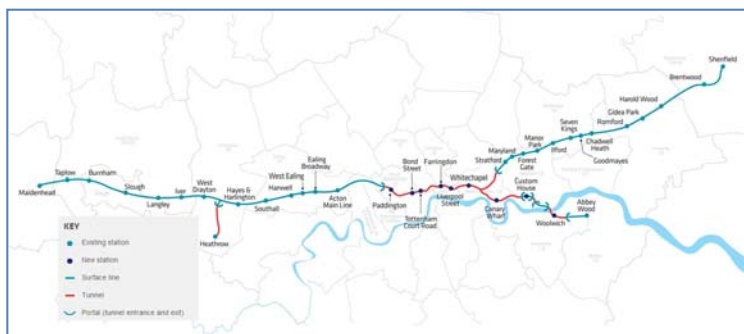 Shenfield
Brentwood
Harold Wood
Gidea Park
Romford
Chadwell
Heath
Goodmayes
Seven
Kings
Ilford
Manor
Park
Forest
Gate
Maryland
Stratford
Maidenhead
Taplow
Burnham
Slough
Langley
Iver
West
Drayton
Heathrow
Hayes &
Harlington
Southall
Hanwell
West Ealing
Ealing
Broadway
Acton
Main Line
Paddington
Bond
Street
Tottenham
Court Road
Farringdon
Liverpool
Street
Whitechapel
Canary
Wharf
Custom
House
Woolwich
Abbey
Wood
KEY
Existing station
New station
Surface line
Tunnel
Portal (tunnel entrance and exit)